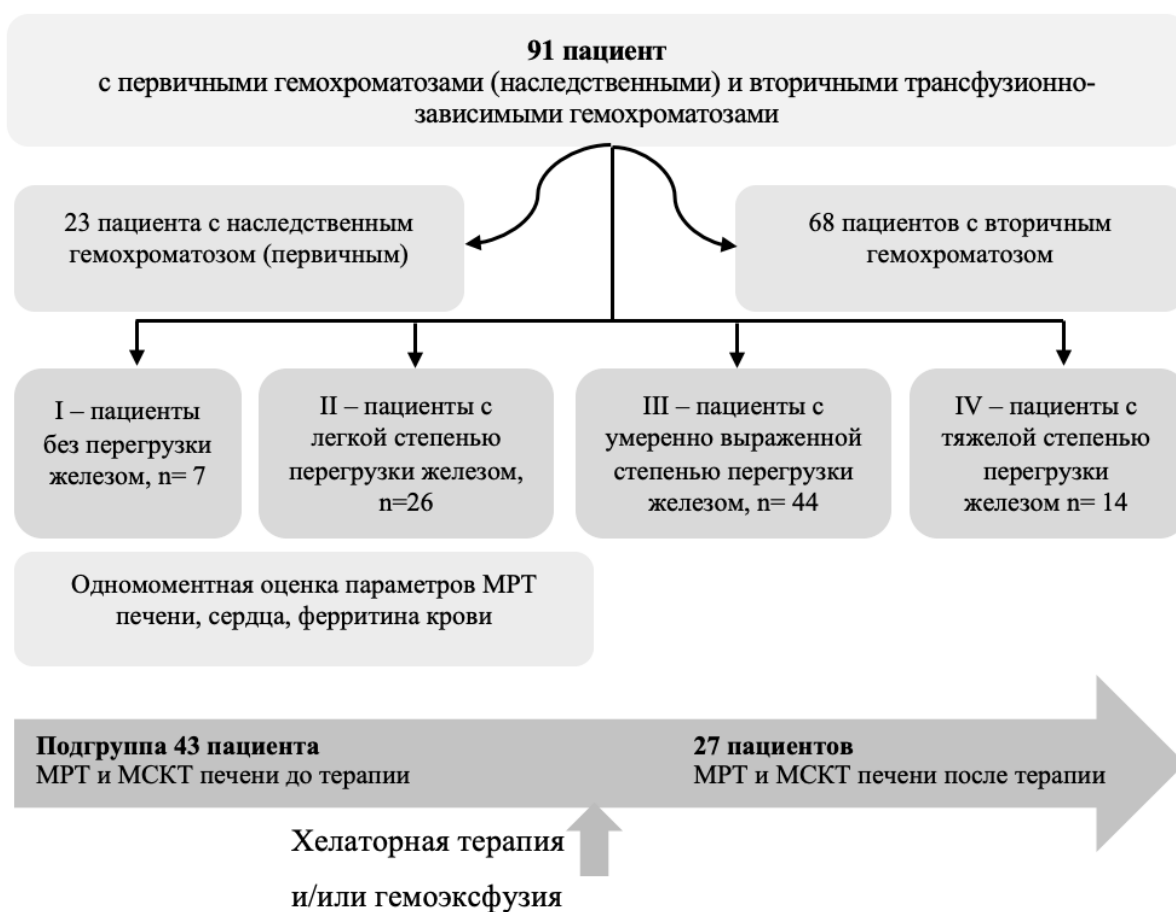 91 пациент
с первичными гемохроматозами (наследственными) и вторичными трансфузионно-
зависимыми гемохроматозами
23 пациента с наследственным
гемохроматозом (первичным)
68 пациентов с вторичным
гемохроматозом
I – пациенты
без перегрузки
железом, n= 7
II – пациенты с
легкой степенью
перегрузки железом,
n=26
III – пациенты с
умеренно выраженной
степенью перегрузки
железом, n= 44
IV – пациенты с
тяжелой степенью
перегрузки
железом n= 14
Одномоментная оценка параметров МРТ
печени, сердца, ферритина крови
Подгруппа 43 пациента
МРТ и МСКТ печени до терапии
27 пациентов
МРТ и МСКТ печени после терапии
Хелаторная терапия
и/или гемоэксфузия